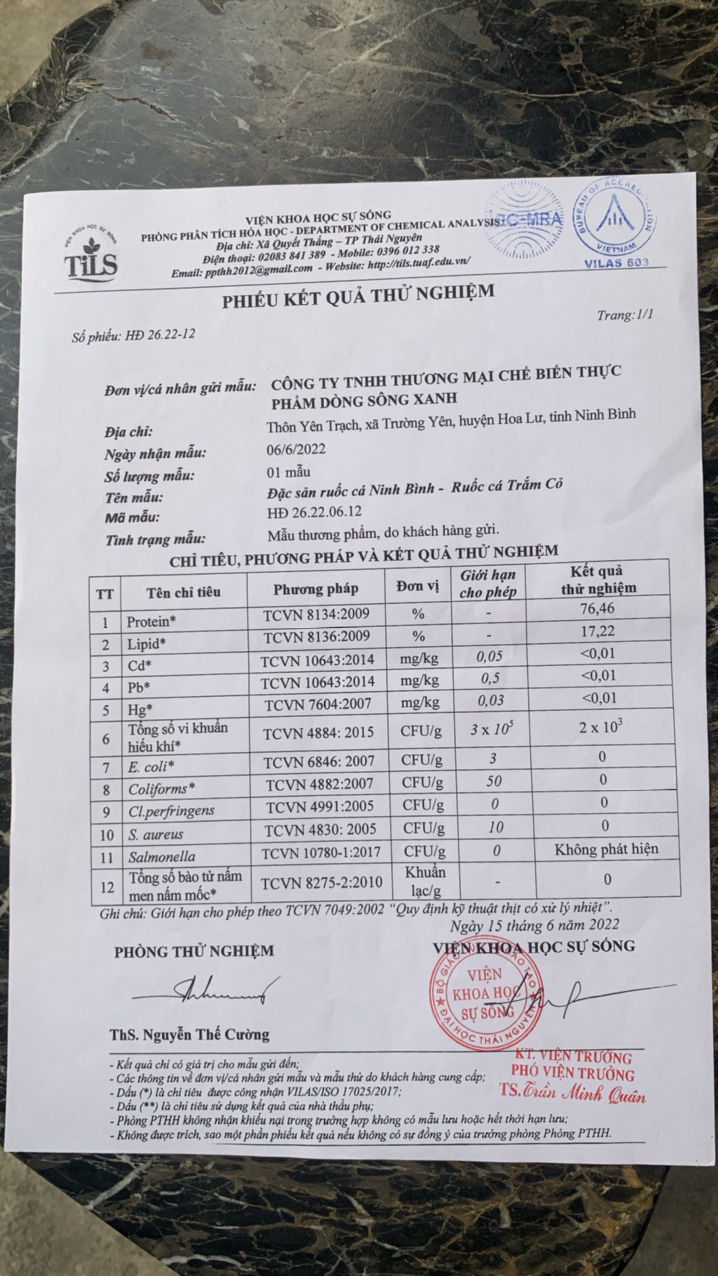 VIỆN KHOA HỌC SỰ SỐNG
TiLS
VIỆN KHOA HỌC SỰ SỐNG
PHÒNG PHÂN TÍCH HÓA HỌC - DEPARTMENT OF CHEMICAL ANALYSIS
Địa chỉ: Xã Quyết Thắng – TP Thái Nguyên
Điện thoại: 02083 841 389 - Mobile: 0396 012 338
Email: ppthh2012@gmail.com - Website: http://tils.tuaf.edu.vn/
C-MRA
BUREAU OF ACCREDITATION
VIETNAM
VILAS 603
PHIẾU KẾT QUẢ THỬ NGHIỆM
Số phiếu: HĐ 26.22-12
Trang:1/1
Đơn vị/cá nhân gửi mẫu: CÔNG TY TNHH THƯƠNG MẠI CHẾ BIẾN THỰC
PHẨM DÒNG SÔNG XANH
Địa chỉ: Thôn Yên Trạch, xã Trường Yên, huyện Hoa Lư, tỉnh Ninh Bình
Ngày nhận mẫu: 06/6/2022
Số lượng mẫu: 01 mẫu
Tên mẫu: Đặc sản ruốc cá Ninh Bình - Ruốc cá Trắm Cỏ
Mã mẫu: HĐ 26.22.06.12
Tình trạng mẫu: Mẫu thương phẩm, do khách hàng gửi.
CHỈ TIÊU, PHƯƠNG PHÁP VÀ KẾT QUẢ THỬ NGHIỆM
TT Tên chỉ tiêu Phương pháp Đơn vị Giới hạn cho phép Kết quả thử nghiệm
1 Protein* TCVN 8134:2009 % - 76,46
2 Lipid* TCVN 8136:2009 % - 17,22
3 Cd* TCVN 10643:2014 mg/kg 0,05 <0,01
4 Pb* TCVN 10643:2014 mg/kg 0,5 <0,01
5 Hg* TCVN 7604:2007 mg/kg 0,03 <0,01
6 Tổng số vi khuẩn hiếu khí* TCVN 4884: 2015 CFU/g 3 x 10⁵ 2 x 10³
7 E. coli* TCVN 6846: 2007 CFU/g 3 0
8 Coliforms* TCVN 4882:2007 CFU/g 50 0
9 Cl.perfringens TCVN 4991:2005 CFU/g 0 0
10 S. aureus TCVN 4830: 2005 CFU/g 10 0
11 Salmonella TCVN 10780-1:2017 CFU/g 0 Không phát hiện
12 Tổng số bào tử nấm men nấm mốc* TCVN 8275-2:2010 Khuẩn lạc/g - 0
Ghi chú: Giới hạn cho phép theo TCVN 7049:2002 “Quy định kỹ thuật thịt có xử lý nhiệt”.
Ngày 15 tháng 6 năm 2022
PHÒNG THỬ NGHIỆM
VIỆN KHOA HỌC SỰ SỐNG
VIỆN
KHOA HỌC
SỰ SỐNG
ĐẠI HỌC THÁI NGUYÊN
ThS. Nguyễn Thế Cường
KT. VIỆN TRƯỞNG
PHÓ VIỆN TRƯỞNG
TS. Trần Minh Quân
- Kết quả chỉ có giá trị cho mẫu gửi đến;
- Các thông tin về đơn vị/cá nhân gửi mẫu và mẫu thử do khách hàng cung cấp;
- Dấu (*) là chỉ tiêu được công nhận VILAS/ISO 17025/2017;
- Dấu (**) là chỉ tiêu sử dụng kết quả của nhà thầu phụ;
- Phòng PTHH không nhận khiếu nại trong trường hợp không có mẫu lưu hoặc hết thời hạn lưu;
- Không được trích, sao một phần phiếu kết quả nếu không có sự đồng ý của trưởng phòng Phòng PTHH.